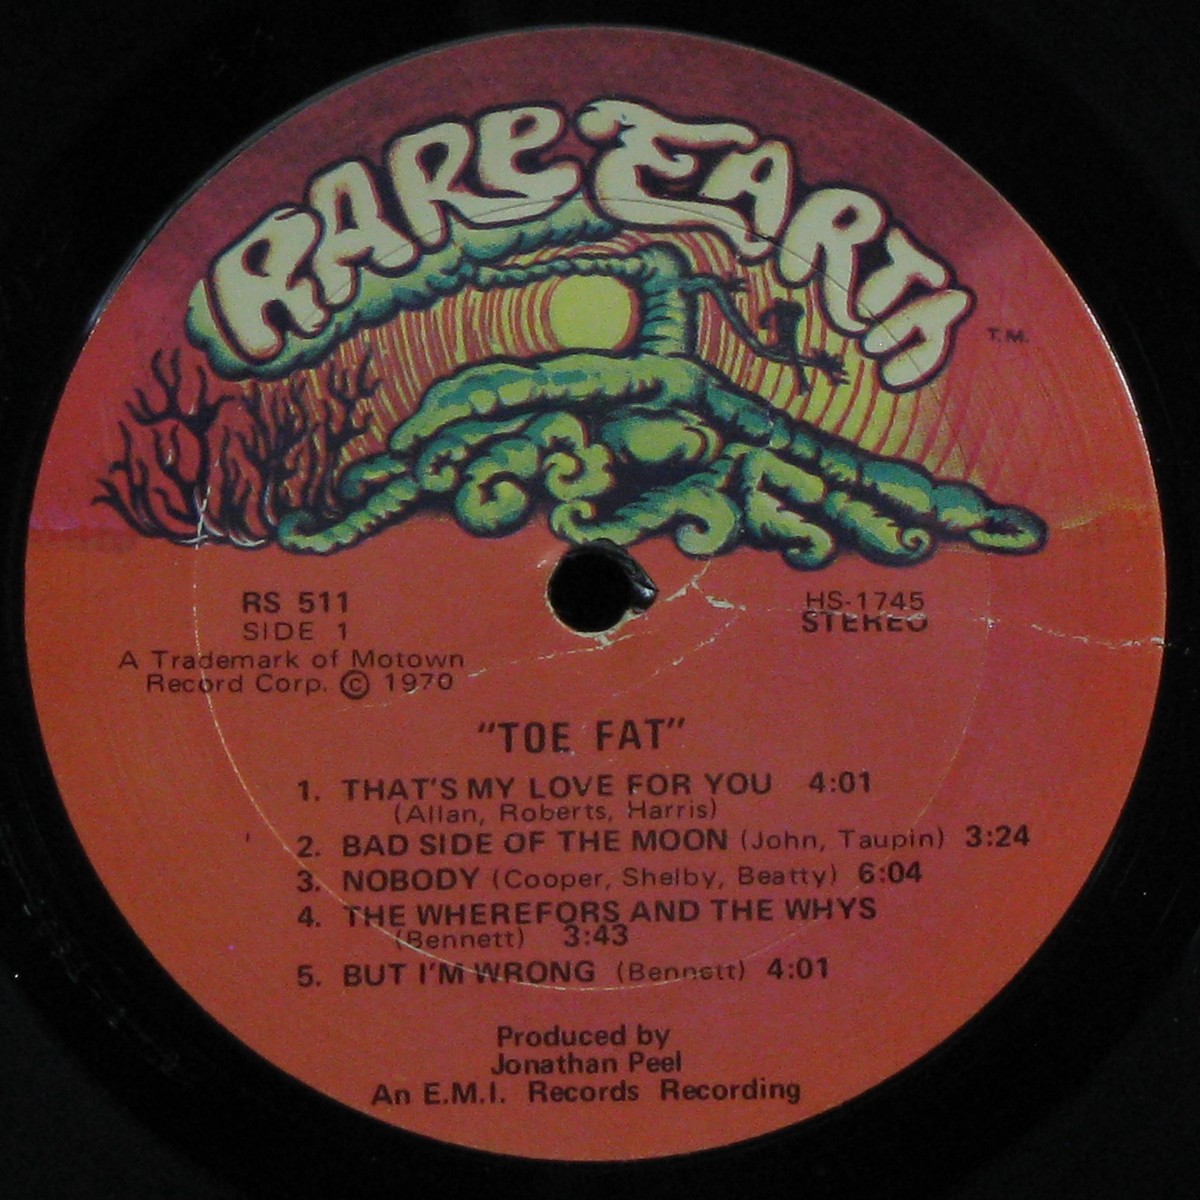 RARE EARTH
T.M.
RS 511
SIDE 1
A Trademark of Motown
Record Corp. © 1970
HS-1745
STEREO
"TOE FAT"
1. THAT'S MY LOVE FOR YOU 4:01
(Allan, Roberts, Harris)
2. BAD SIDE OF THE MOON (John, Taupin) 3:24
3. NOBODY (Cooper, Shelby, Beatty) 6:04
4. THE WHEREFORS AND THE WHYS
(Bennett) 3:43
5. BUT I'M WRONG (Bennett) 4:01
Produced by
Jonathan Peel
An E.M.I. Records Recording